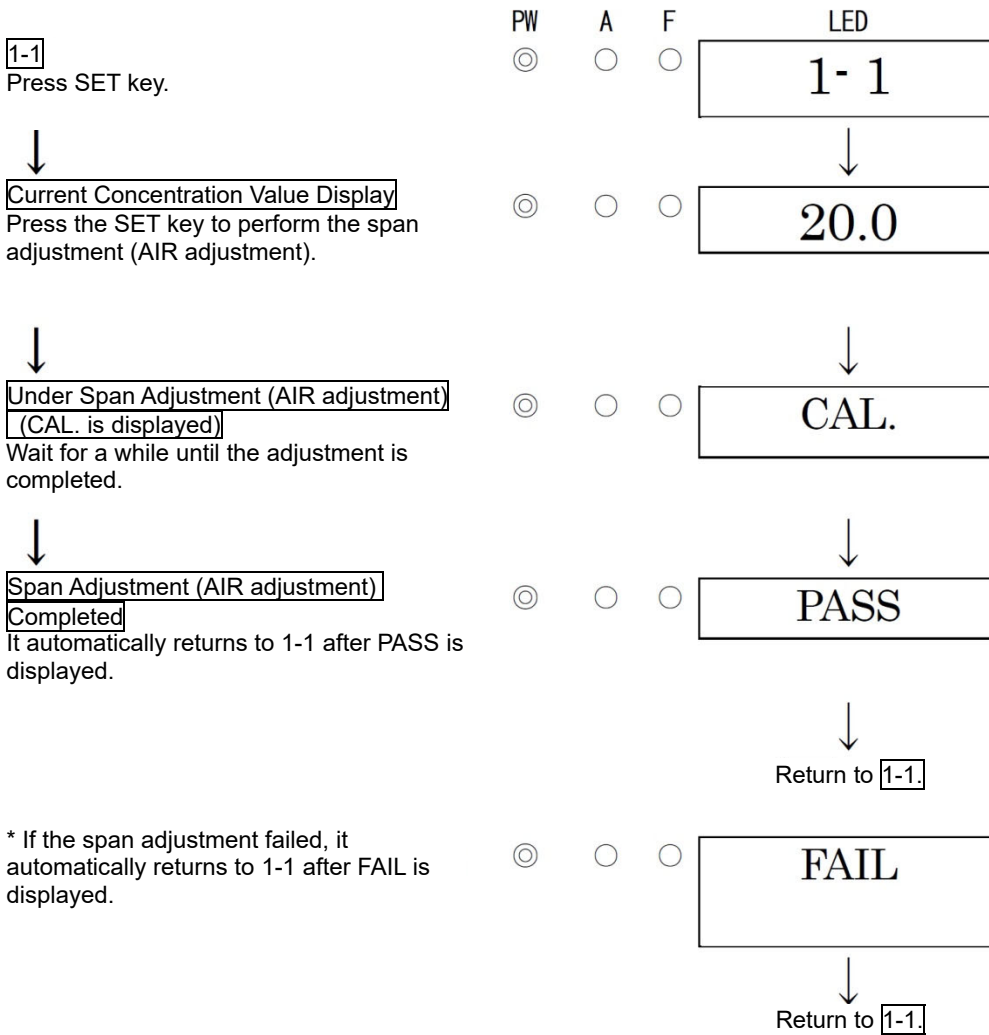 PW A F LED
1-1
Press SET key.
1- 1
Current Concentration Value Display
Press the SET key to perform the span
adjustment (AIR adjustment).
20.0
Under Span Adjustment (AIR adjustment)
(CAL. is displayed)
Wait for a while until the adjustment is
completed.
CAL.
Span Adjustment (AIR adjustment)
Completed
It automatically returns to 1-1 after PASS is
displayed.
PASS
Return to 1-1.
* If the span adjustment failed, it
automatically returns to 1-1 after FAIL is
displayed.
FAIL
Return to 1-1.